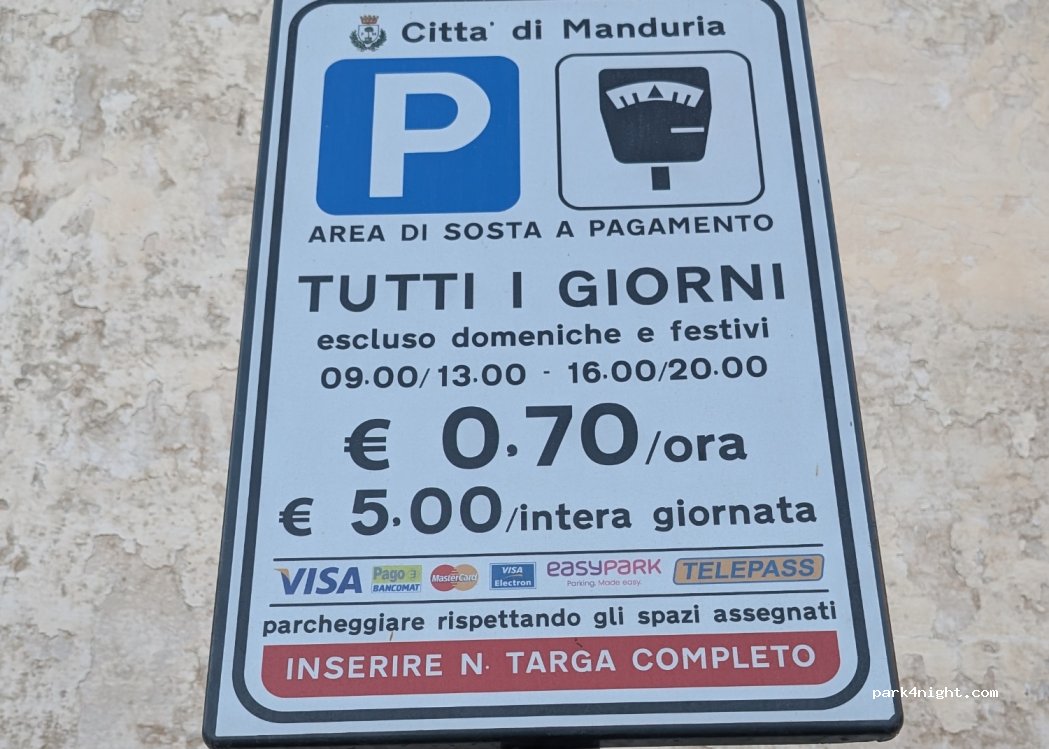 Citta' di Manduria
P
AREA DI SOSTA A PAGAMENTO
TUTTI I GIORNI
escluso domeniche e festivi
09.00/13.00 - 16.00/20.00
€ 0,70/ora
€ 5,00/intera giornata
VISA Pago BANCOMAT MasterCard VISA Electron easyPARK Parking. Made easy. TELEPASS
parcheggiare rispettando gli spazi assegnati
INSERIRE N. TARGA COMPLETO
park4night.com